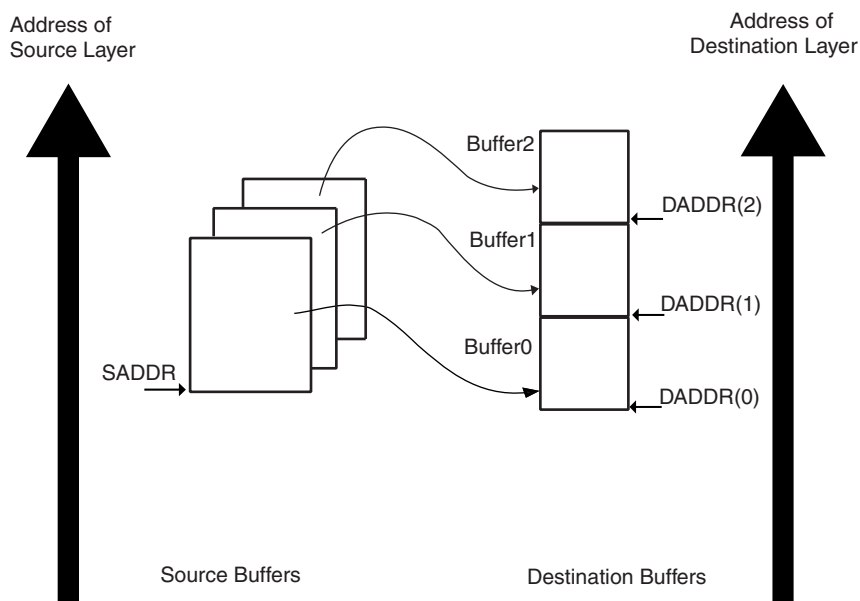 Address of
Source Layer
Address of
Destination Layer
Buffer2
DADDR(2)
Buffer1
DADDR(1)
Buffer0
SADDR
DADDR(0)
Source Buffers
Destination Buffers